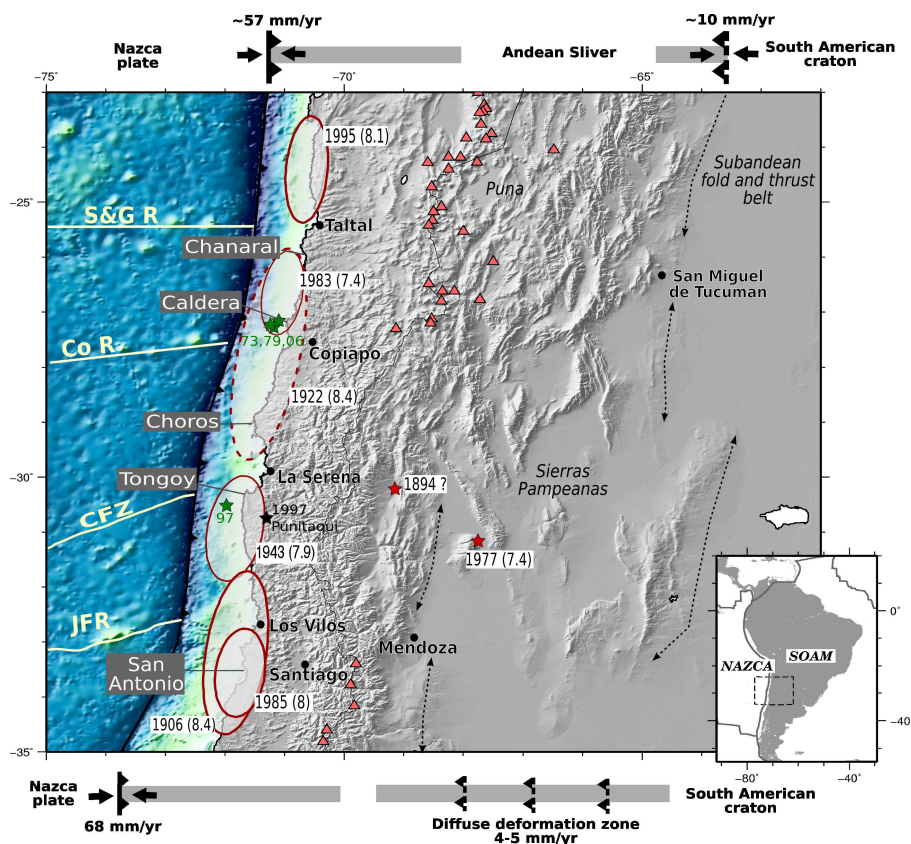 ~57 mm/yr
~10 mm/yr
Nazca
plate
Andean Sliver
South American
craton
−75°
−70°
−65°
1995 (8.1)
Subandean
fold and thrust
belt
Puna
−25°
S&G R
Taltal
Chanaral
1983 (7.4)
San Miguel
de Tucuman
Caldera
73,79,06
Co R
Copiapo
1922 (8.4)
Choros
−30°
Tongoy
La Serena
1894 ?
Sierras
Pampeanas
CFZ
97
1997
Punitaqui
1943 (7.9)
1977 (7.4)
JFR
Los Vilos
Mendoza
San
Antonio
Santiago
1985 (8)
1906 (8.4)
−35°
0°
NAZCA
SOAM
−40°
−80°
−40°
Nazca
plate
68 mm/yr
Diffuse deformation zone
4-5 mm/yr
South American
craton